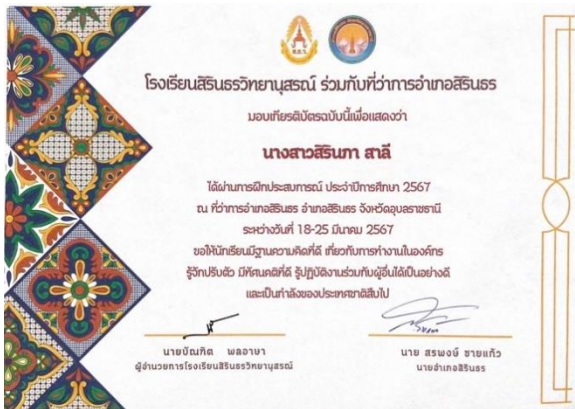 โรงเรียนสิรินธรวิทยานุสรณ์ ร่วมกับที่ว่าการอำเภอสิรินธร
มอบเกียรติบัตรฉบับนี้เพื่อแสดงว่า
นางสาวสิรินภา สาลี
ได้ผ่านการฝึกประสบการณ์ ประจำปีการศึกษา 2567
ณ ที่ว่าการอำเภอสิรินธร อำเภอสิรินธร จังหวัดอุบลราชธานี
ระหว่างวันที่ 18-25 มีนาคม 2567
ขอให้นักเรียนมีฐานความคิดที่ดี เกี่ยวกับการทำงานในองค์กร
รู้จักปรับตัว มีทัศนคติที่ดี รู้ปฏิบัติงานร่วมกับผู้อื่นได้เป็นอย่างดี
และเป็นกำลังของประเทศชาติสืบไป
นายบัณฑิต พลอาษา
ผู้อำนวยการโรงเรียนสิรินธรวิทยานุสรณ์
นาย สรพงษ์ ชายแก้ว
นายอำเภอสิรินธร